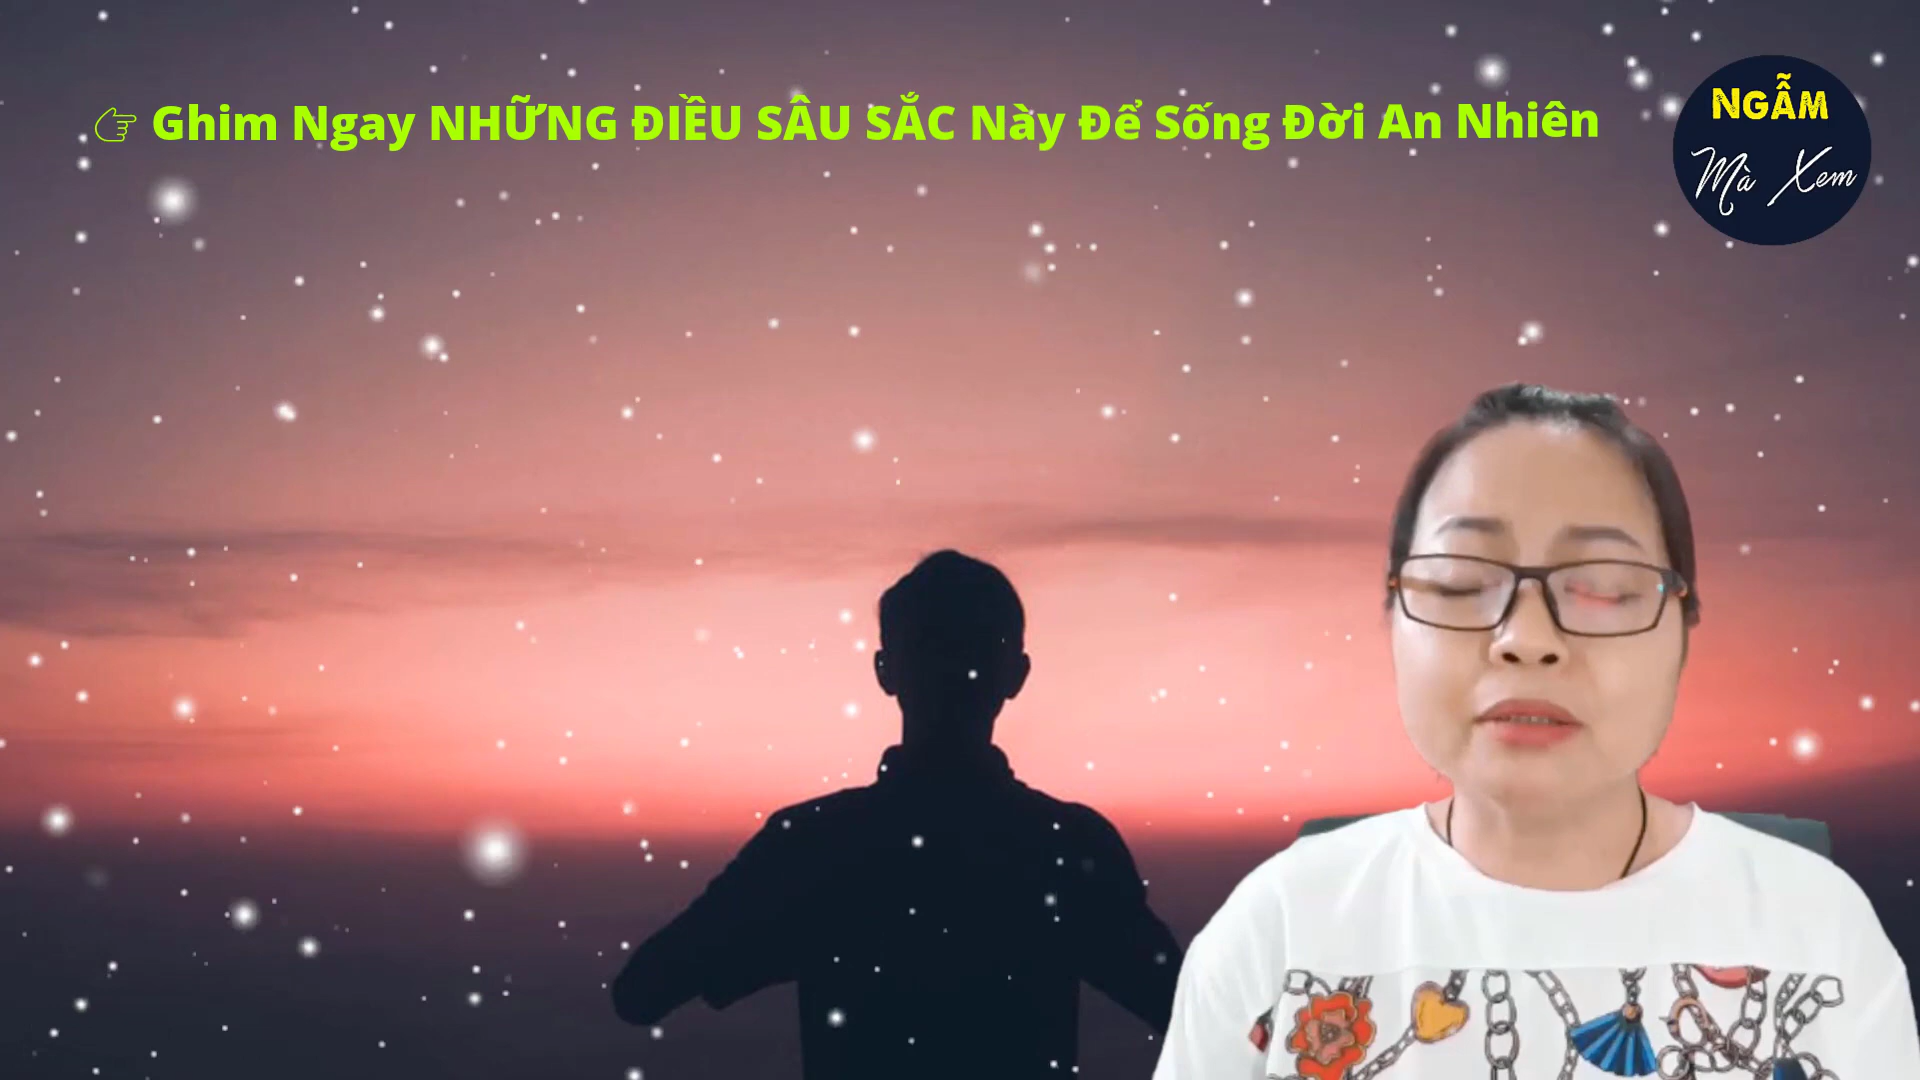 👉 Ghim Ngay NHỮNG ĐIỀU SÂU SẮC Này Để Sống Đời An Nhiên
NGẪM
Mà Xem